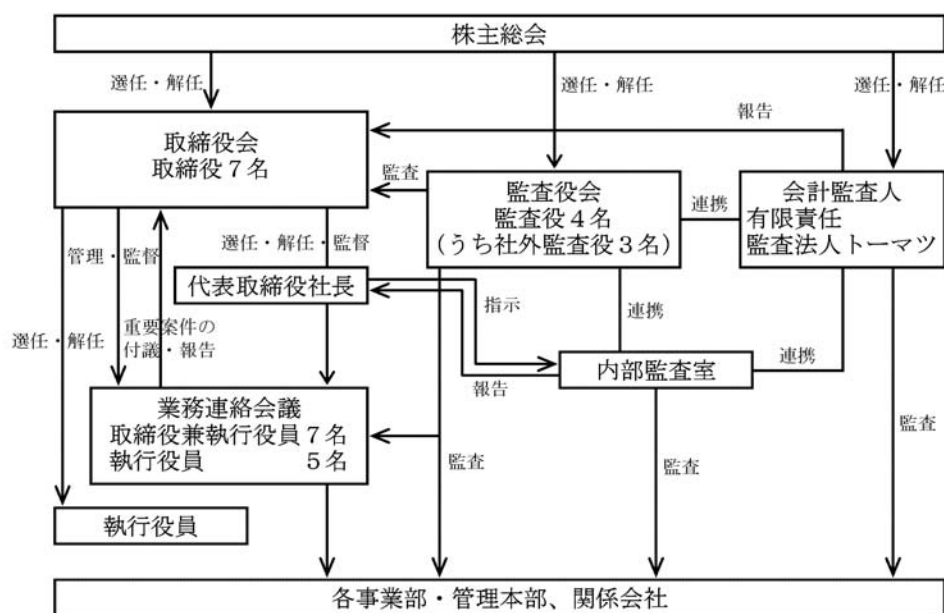 株主総会
選任・解任
選任・解任
選任・解任
報告
取締役会
取締役7名
監査
監査役会
監査役4名
（うち社外監査役3名）
連携
会計監査人
有限責任
監査法人トーマツ
管理・監督
選任・解任・監督
代表取締役社長
指示
連携
選任・解任
重要案件の
付議・報告
内部監査室
連携
報告
業務連絡会議
取締役兼執行役員7名
執行役員 5名
監査
監査
監査
執行役員
各事業部・管理本部、関係会社